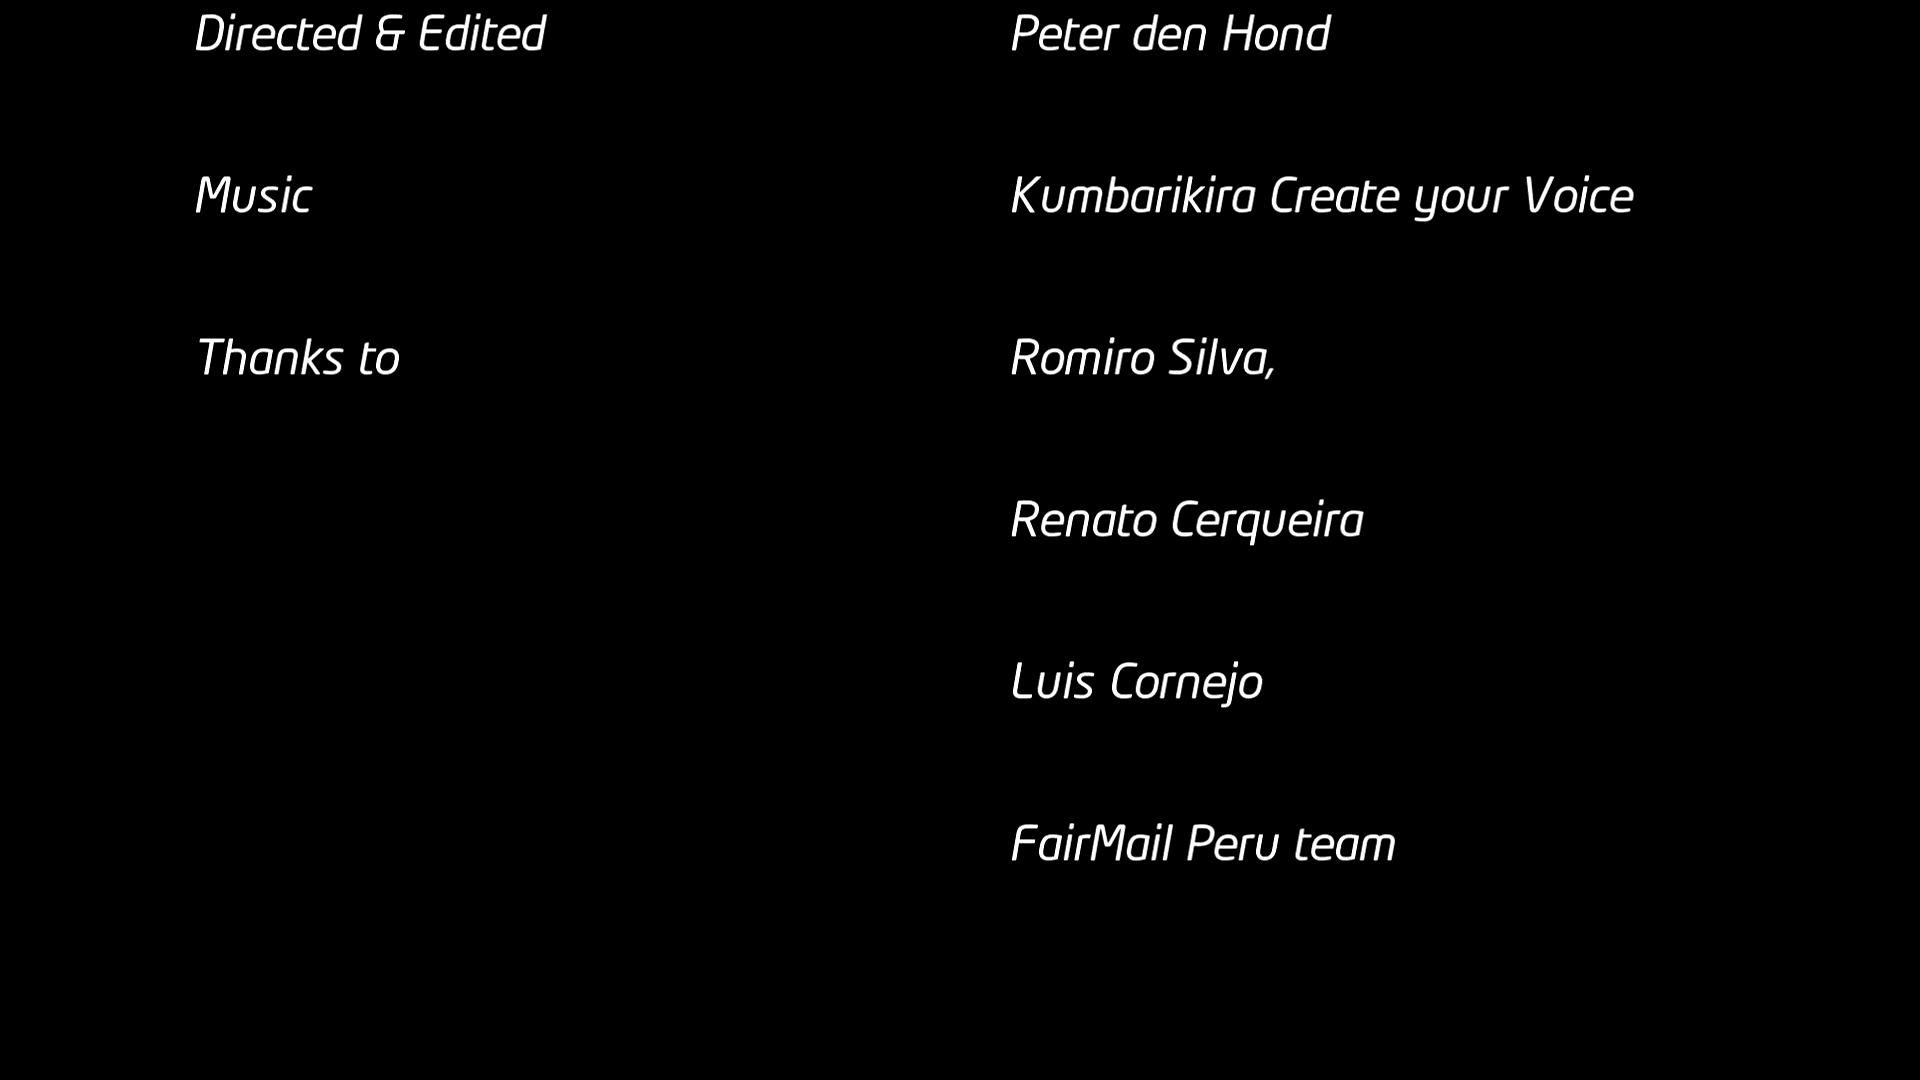 Directed & Edited Peter den Hond
Music Kumbarikira Create your Voice
Thanks to Romiro Silva,
Renato Cerqueira
Luis Cornejo
FairMail Peru team